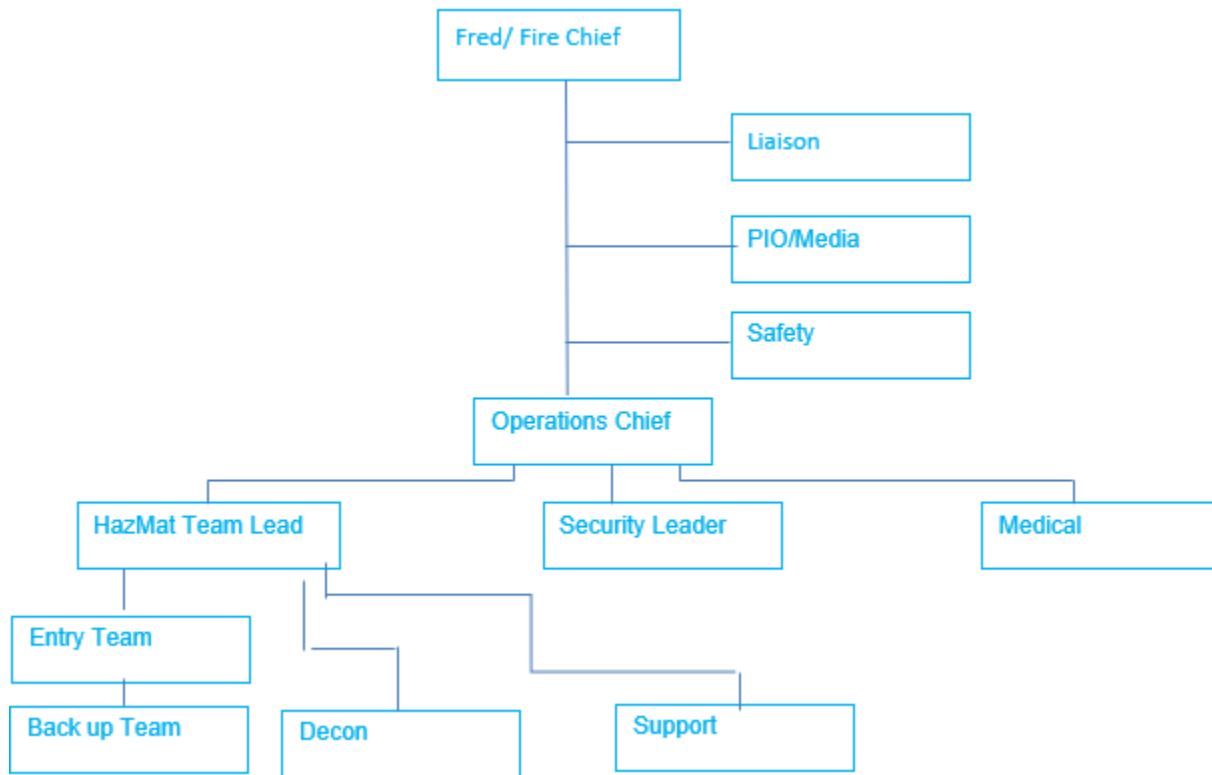 Fred/ Fire Chief
Liaison
PIO/Media
Safety
Operations Chief
HazMat Team Lead
Security Leader
Medical
Entry Team
Back up Team
Decon
Support